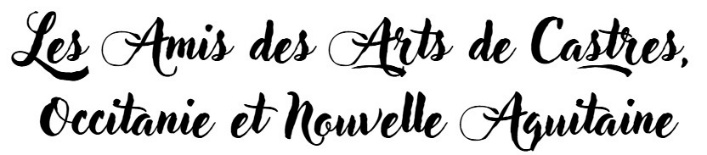 Les Amis des Arts de Castres,
Occitanie et Nouvelle Aquitaine